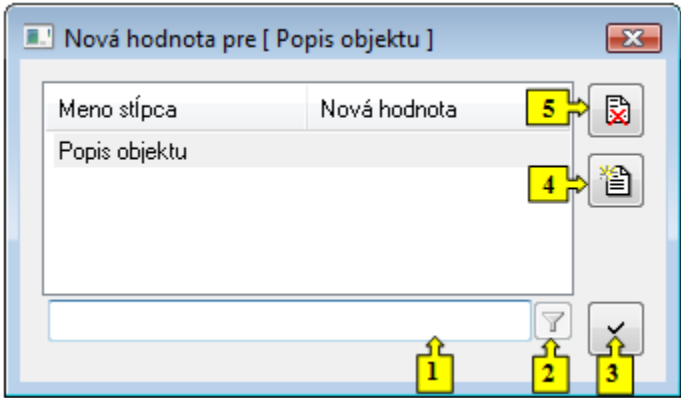 Nová hodnota pre [ Popis objektu ]
Meno stĺpca Nová hodnota
Popis objektu
5
4
1 2 3